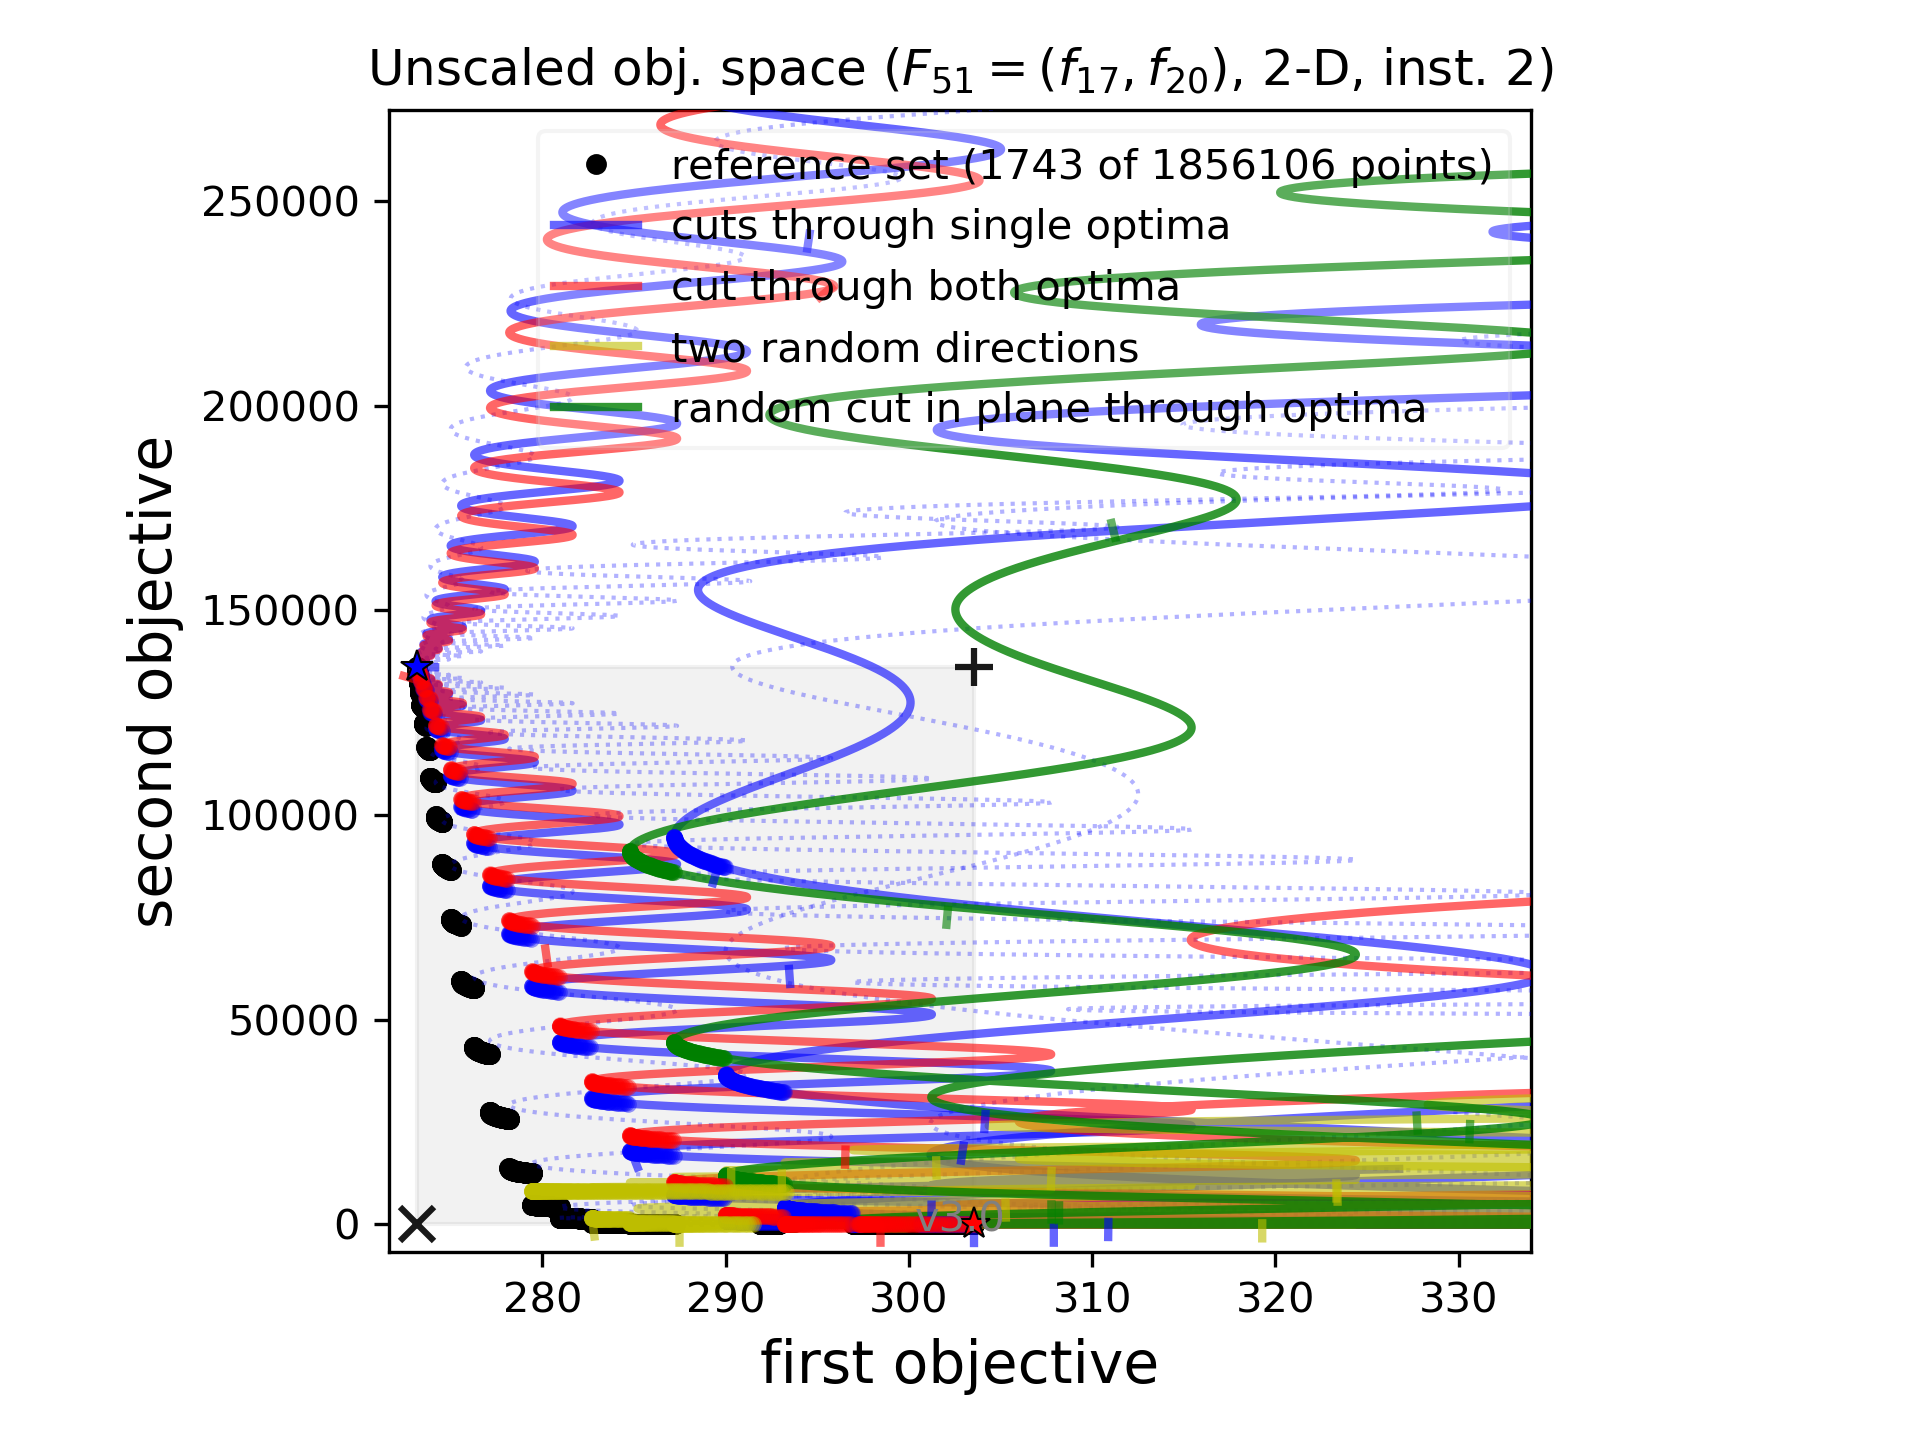 Unscaled obj. space (F51 = (f17, f20), 2-D, inst. 2)
reference set (1743 of 1856106 points)
cuts through single optima
cut through both optima
two random directions
random cut in plane through optima
250000
200000
150000
100000
50000
0
second objective
v3.0
280 290 300 310 320 330
first objective